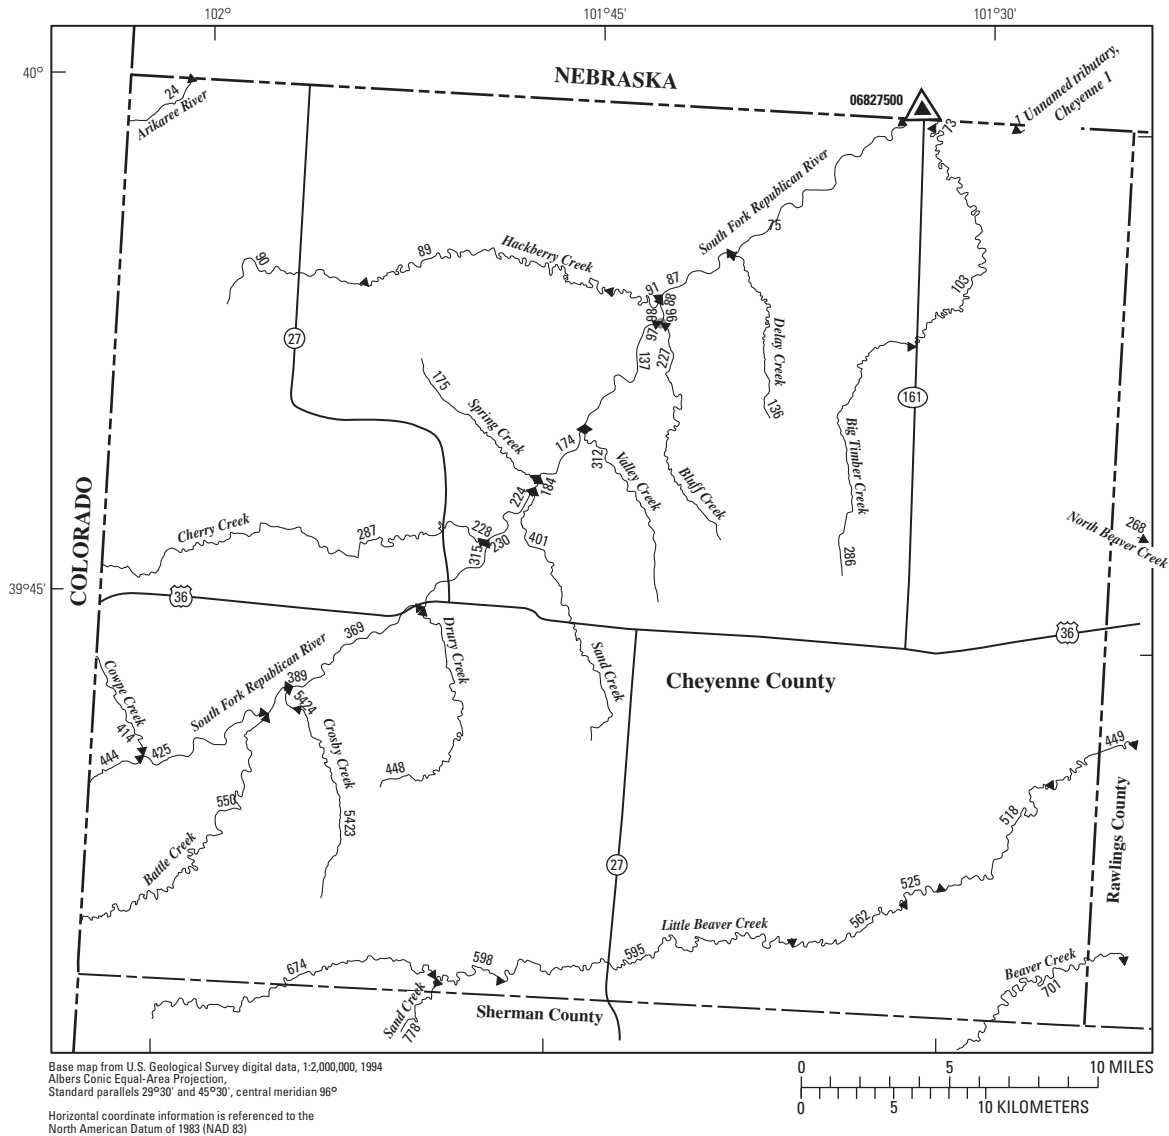 102°
101°45'
101°30'
40°
NEBRASKA
24
Arikaree River
06827500
1 Unnamed tributary,
Cheyenne 1
73
South Fork Republican River
75
Hackberry Creek
89
90
91
87
88
98
96
97
137
227
103
Delay Creek
136
27
161
175
Spring Creek
174
312
Valley Creek
Bluff Creek
Big Timber Creek
286
184
224
COLORADO
Cherry Creek
287
228
230
315
401
268
North Beaver Creek
39°45'
36
36
369
Drury Creek
Sand Creek
Cheyenne County
South Fork Republican River
389
5424
Cowpe Creek
414
444
425
Crosby Creek
448
449
550
5423
518
Rawlings County
Battle Creek
27
525
562
Little Beaver Creek
595
598
674
Beaver Creek
701
Sand Creek
778
Sherman County
Base map from U.S. Geological Survey digital data, 1:2,000,000, 1994
Albers Conic Equal-Area Projection,
Standard parallels 29°30' and 45°30', central meridian 96°
Horizontal coordinate information is referenced to the
North American Datum of 1983 (NAD 83)
0 5 10 MILES
0 5 10 KILOMETERS